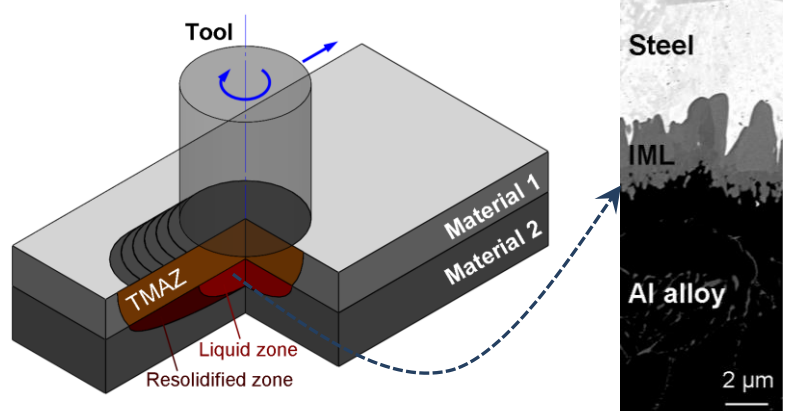 Tool
Material 1
Material 2
TMAZ
Liquid zone
Resolidified zone
Steel
IML
Al alloy
2 µm